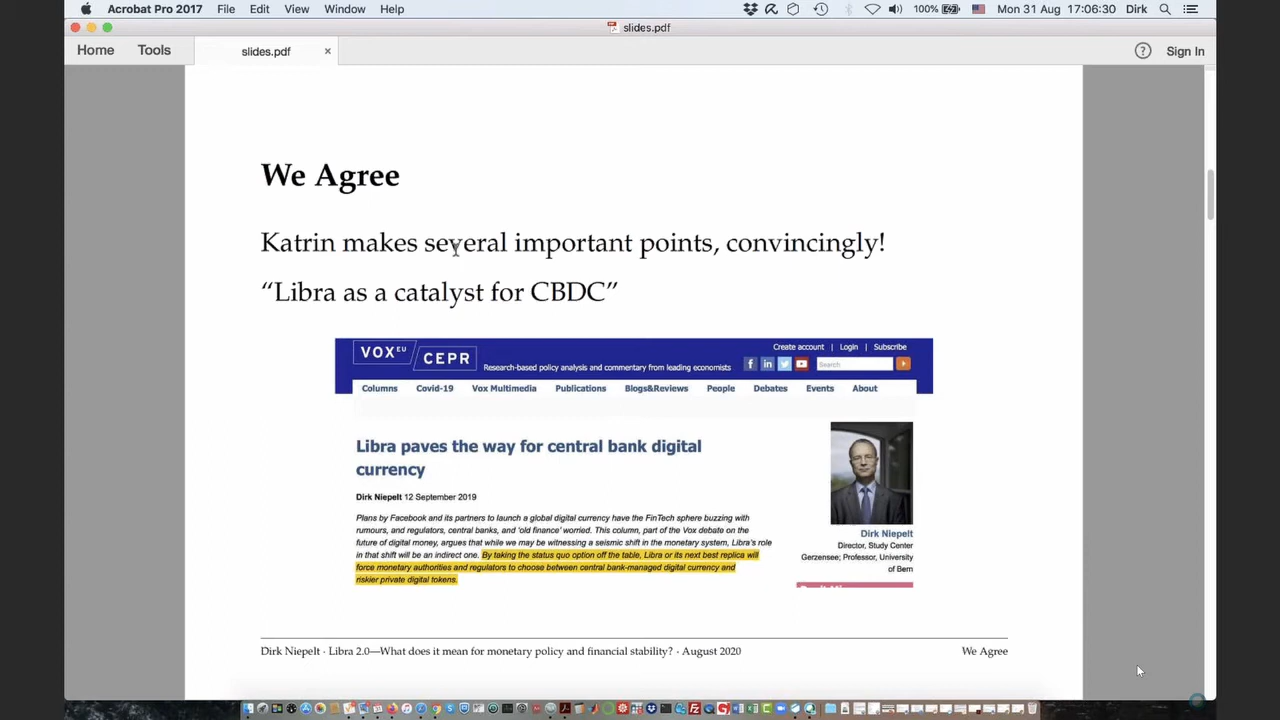 Acrobat Pro 2017 File Edit View Window Help 100% Mon 31 Aug 17:06:30 Dirk
slides.pdf
Home Tools slides.pdf × ? Sign In
We Agree
Katrin makes several important points, convincingly!
“Libra as a catalyst for CBDC”
Create account | Login | Subscribe
VOX EU CEPR Research-based policy analysis and commentary from leading economists f in Search
Columns Covid-19 Vox Multimedia Publications Blogs&Reviews People Debates Events About
Libra paves the way for central bank digital
currency
Dirk Niepelt 12 September 2019
Plans by Facebook and its partners to launch a global digital currency have the FinTech sphere buzzing with
rumours, and regulators, central banks, and ‘old finance’ worried. This column, part of the Vox debate on the
future of digital money, argues that while we may be witnessing a seismic shift in the monetary system, Libra’s role
in that shift will be an indirect one. By taking the status quo option off the table, Libra or its next best replica will
force monetary authorities and regulators to choose between central bank-managed digital currency and
riskier private digital tokens.
Dirk Niepelt
Director, Study Center
Gerzensee; Professor, University
of Bern
Dirk Niepelt · Libra 2.0—What does it mean for monetary policy and financial stability? · August 2020 We Agree